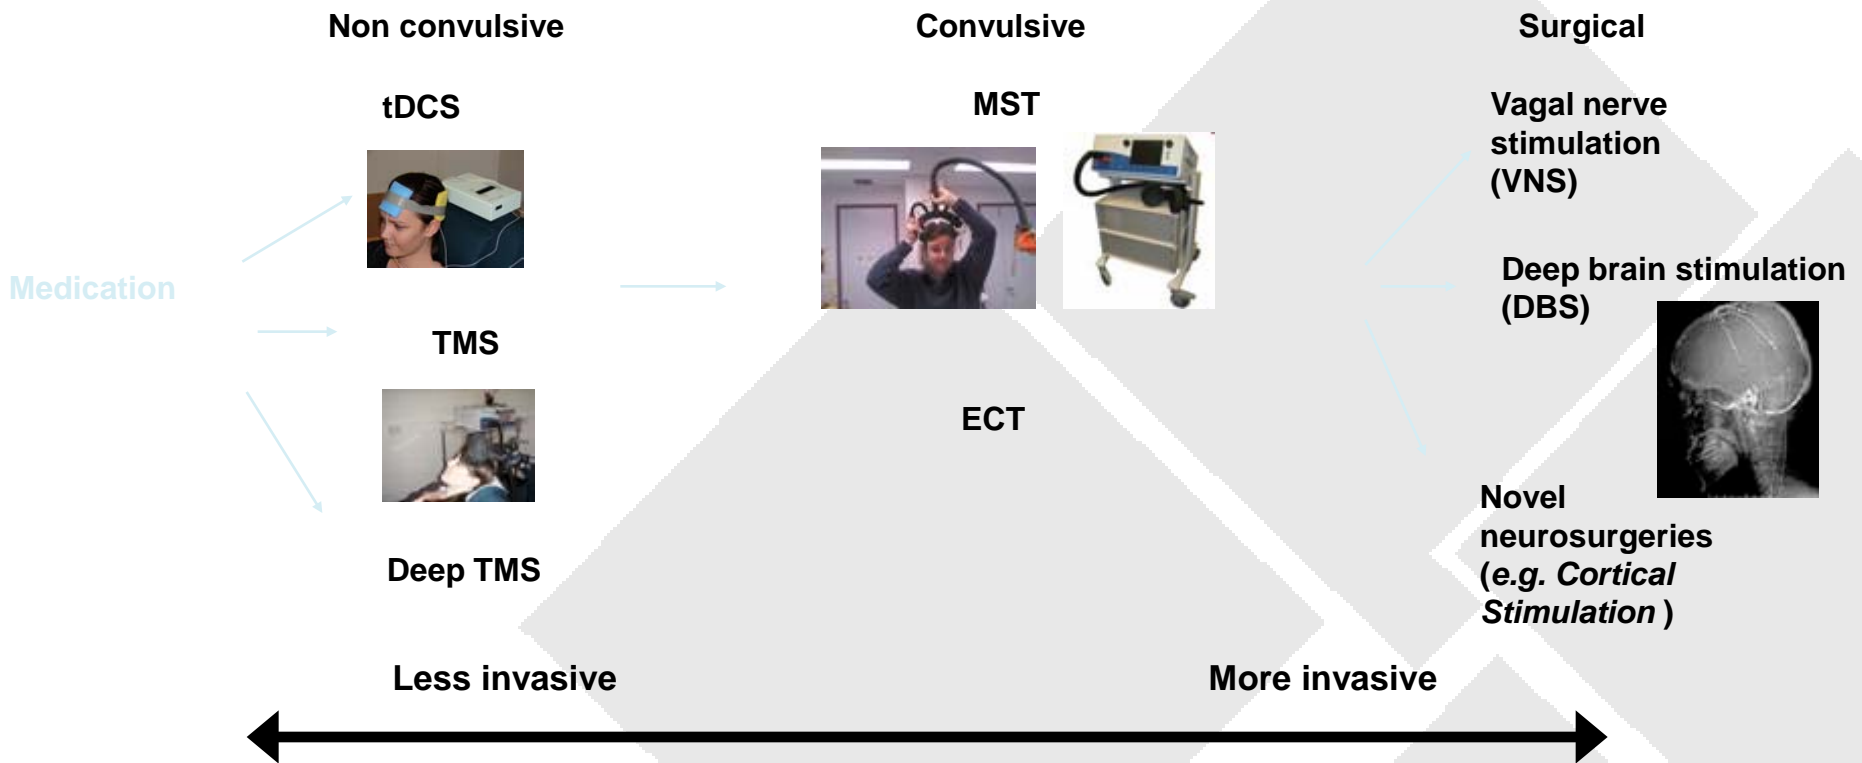 Non convulsive
Convulsive
Surgical
tDCS
MST
Vagal nerve
stimulation
(VNS)
Medication
Deep brain stimulation
(DBS)
TMS
ECT
Novel
neurosurgeries
(e.g. Cortical
Stimulation )
Deep TMS
Less invasive
More invasive